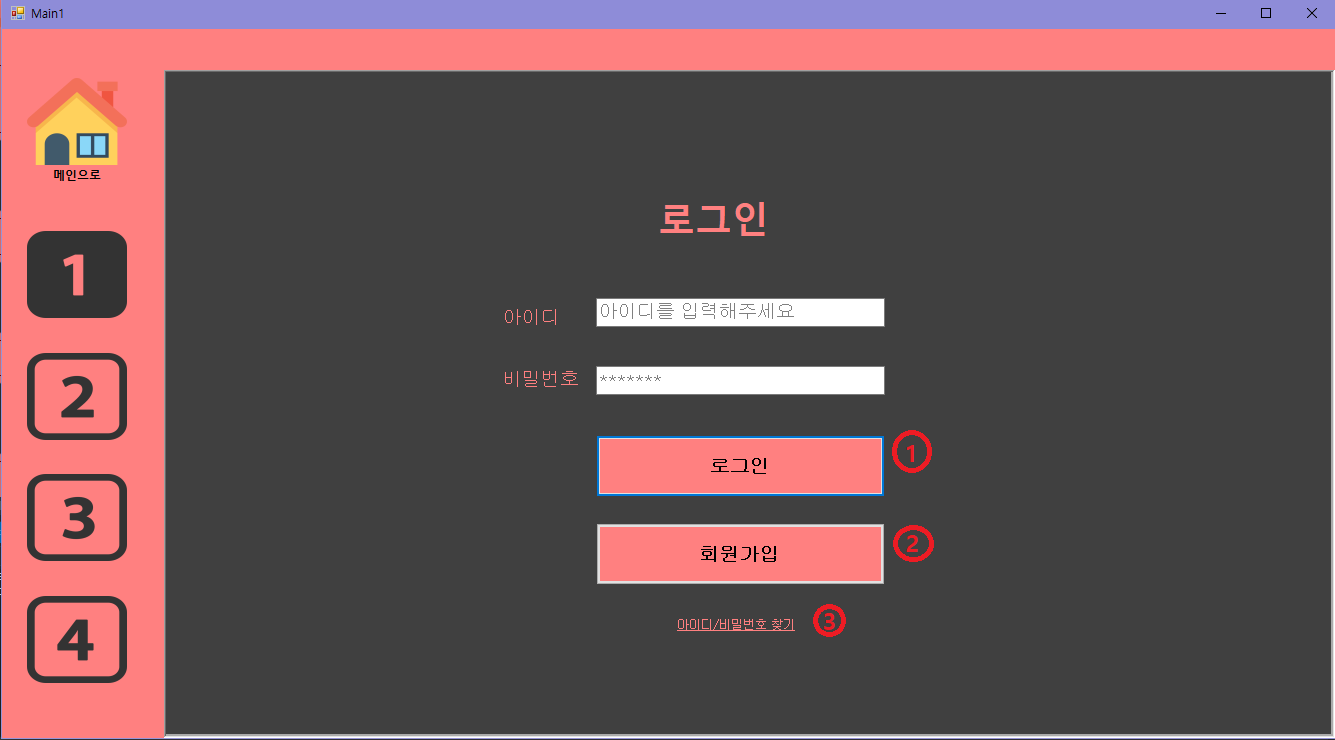 Main1
메인으로
1
2
3
4
로그인
아이디 아이디를 입력해주세요
비밀번호 *******
로그인 1
회원가입 2
아이디/비밀번호 찾기 3